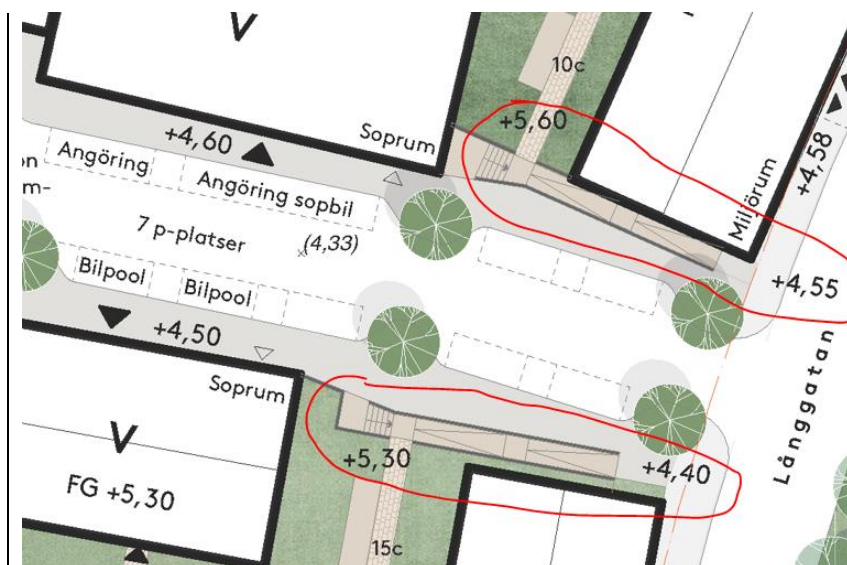 V
10c
+5,60
Soprum
+4,60
+4,58
Angöring
Angöring sopbil
Miljörum
7 p-platser
(4,33)
+4,55
Bilpool
Bilpool
+4,50
Soprum
Långgatan
V
+5,30
+4,40
FG +5,30
15c